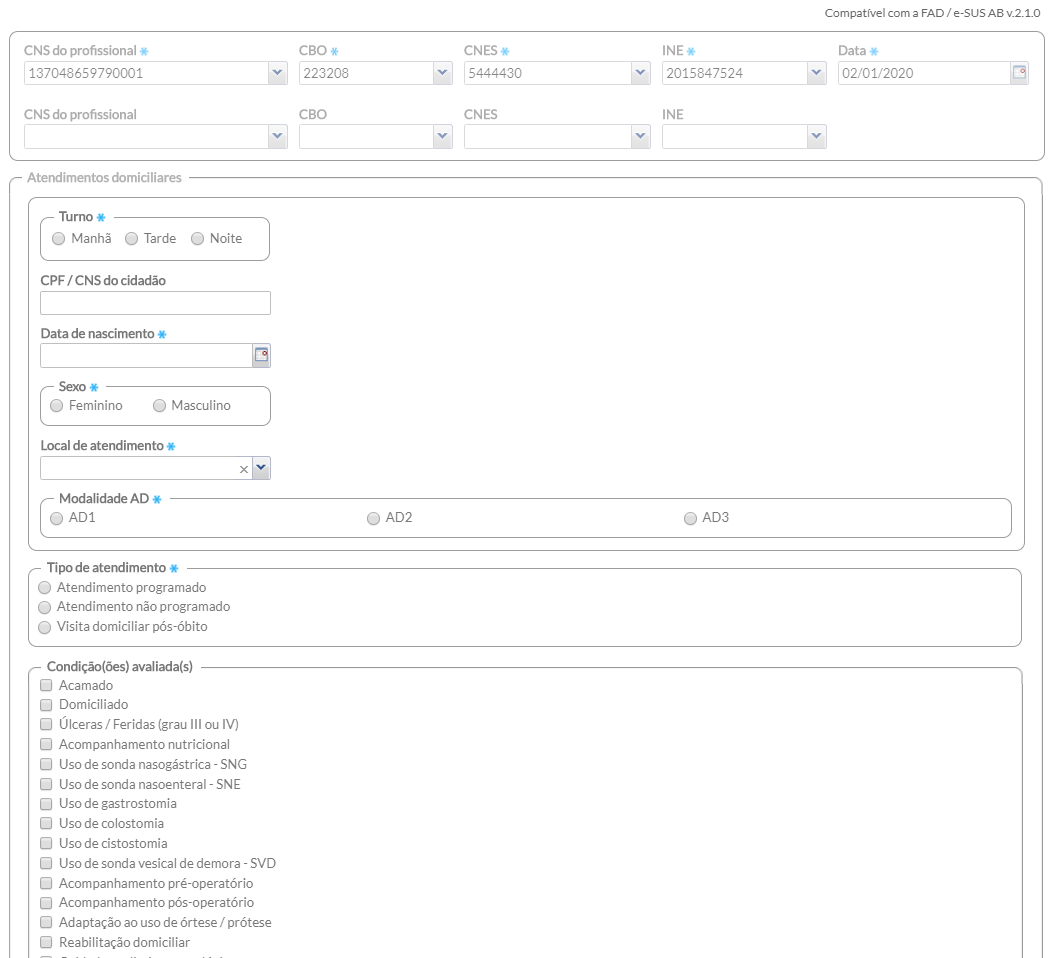 Compatível com a FAD / e-SUS AB v.2.1.0
CNS do profissional * CBO * CNES * INE * Data *
137048659790001 223208 5444430 2015847524 02/01/2020
CNS do profissional CBO CNES INE
Atendimentos domiciliares
Turno *
Manhã Tarde Noite
CPF / CNS do cidadão
Data de nascimento *
Sexo *
Feminino Masculino
Local de atendimento *
Modalidade AD *
AD1 AD2 AD3
Tipo de atendimento *
Atendimento programado
Atendimento não programado
Visita domiciliar pós-óbito
Condição(ões) avaliada(s)
Acamado
Domiciliado
Úlceras / Feridas (grau III ou IV)
Acompanhamento nutricional
Uso de sonda nasogástrica - SNG
Uso de sonda nasoenteral - SNE
Uso de gastrostomia
Uso de colostomia
Uso de cistostomia
Uso de sonda vesical de demora - SVD
Acompanhamento pré-operatório
Acompanhamento pós-operatório
Adaptação ao uso de órtese / prótese
Reabilitação domiciliar